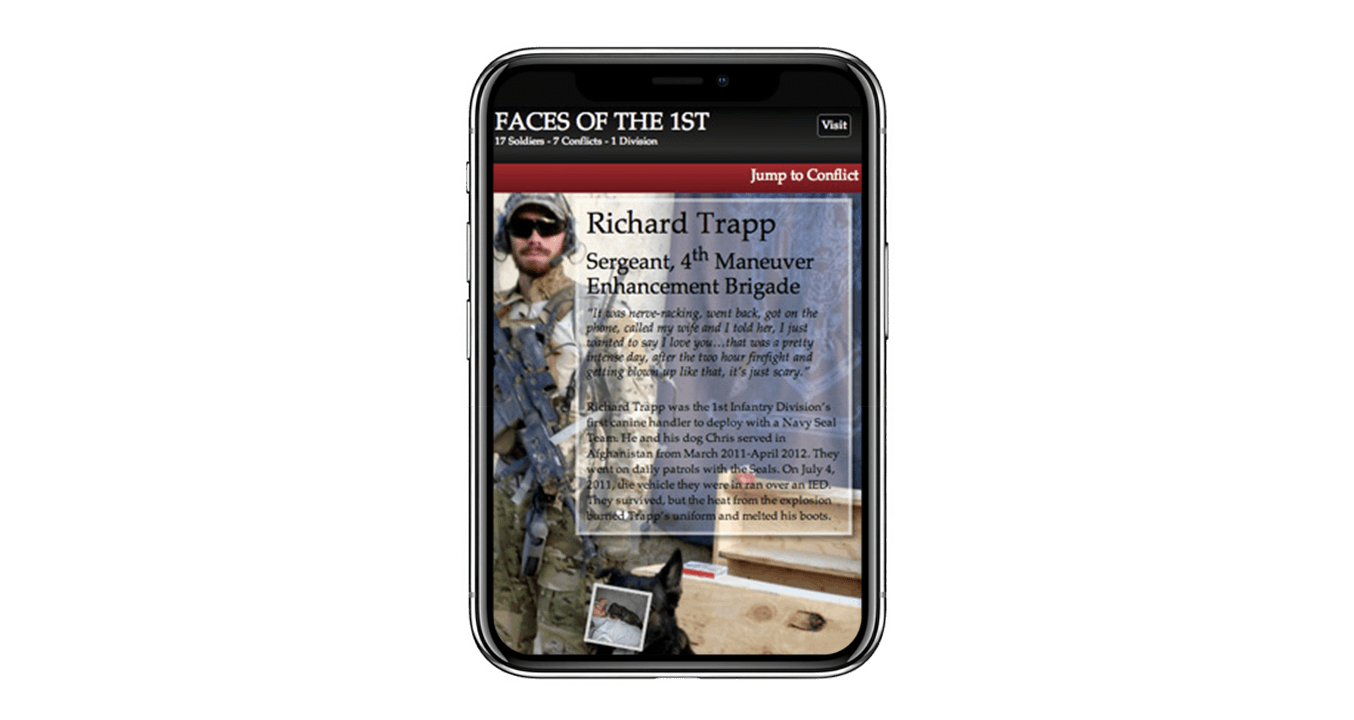 FACES OF THE 1ST
Visit
17 Soldiers - 7 Conflicts - 1 Division
Jump to Conflict
Richard Trapp
Sergeant, 4th Maneuver
Enhancement Brigade
"It was nerve-racking, went back, got on the
phone, called my wife and I told her, I just
wanted to say I love you...that was a pretty
intense day, after the two hour firefight and
getting blown up like that, it's just scary."
Richard Trapp was the 1st Infantry Division's
first canine handler to deploy with a Navy Seal
Team. He and his dog Chris served in
Afghanistan from March 2011-April 2012. They
went on daily patrols with the Seals. On July 4,
2011, the vehicle they were in ran over an IED.
They survived, but the heat from the explosion
burned Trapp's uniform and melted his boots.